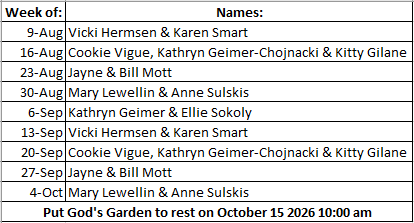 Week of: Names:
9-Aug Vicki Hermsen & Karen Smart
16-Aug Cookie Vigue, Kathryn Geimer-Chojnacki & Kitty Gilane
23-Aug Jayne & Bill Mott
30-Aug Mary Lewellin & Anne Sulskis
6-Sep Kathryn Geimer & Ellie Sokoly
13-Sep Vicki Hermsen & Karen Smart
20-Sep Cookie Vigue, Kathryn Geimer-Chojnacki & Kitty Gilane
27-Sep Jayne & Bill Mott
4-Oct Mary Lewellin & Anne Sulskis
Put God's Garden to rest on October 15 2026 10:00 am